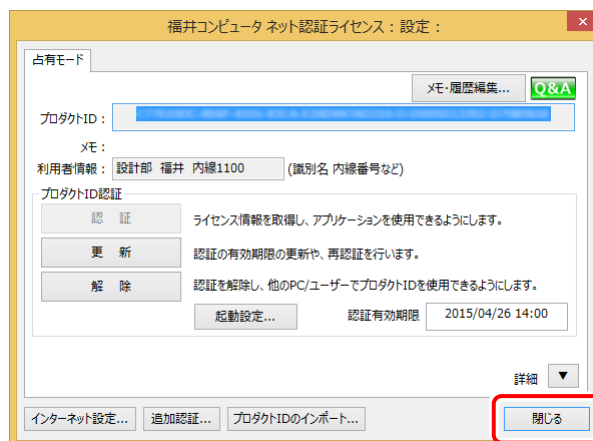 福井コンピュータ ネット認証ライセンス：設定：
占有モード
メモ・履歴編集... Q&A
プロダクトID：
メモ：
利用者情報： 設計部 福井 内線1100 (識別名 内線番号など)
プロダクトID認証
認 証 ライセンス情報を取得し、アプリケーションを使用できるようにします。
更 新 認証の有効期限の更新や、再認証を行います。
解 除 認証を解除し、他のPC/ユーザーでプロダクトIDを使用できるようにします。
起動設定... 認証有効期限 2015/04/26 14:00
詳細 ▼
インターネット設定... 追加認証... プロダクトIDのインポート... 閉じる